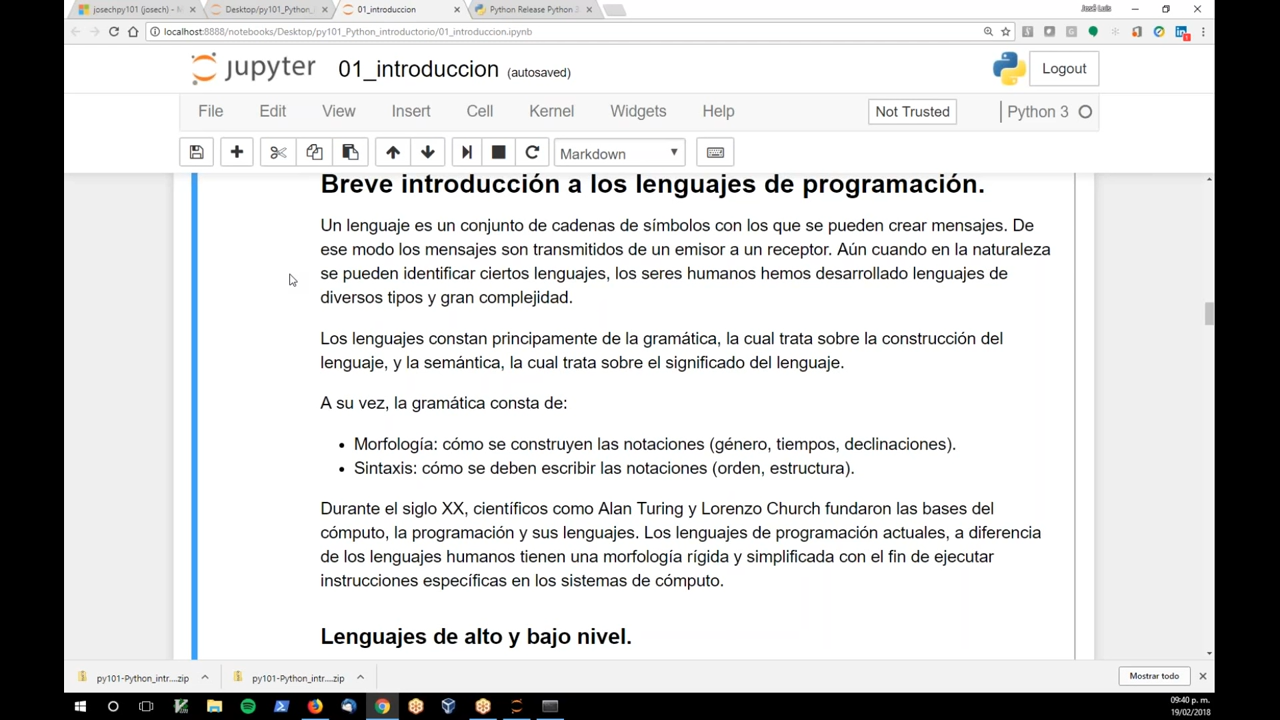 josechpy101 (josech) - M
Desktop/py101_Python_
01_introduccion
Python Release Python
José Luis
localhost:8888/notebooks/Desktop/py101_Python_introductorio/01_introduccion.ipynb
jupyter 01_introduccion (autosaved)
Logout
File Edit View Insert Cell Kernel Widgets Help Not Trusted Python 3
Markdown
Breve introducción a los lenguajes de programación.
Un lenguaje es un conjunto de cadenas de símbolos con los que se pueden crear mensajes. De
ese modo los mensajes son transmitidos de un emisor a un receptor. Aún cuando en la naturaleza
se pueden identificar ciertos lenguajes, los seres humanos hemos desarrollado lenguajes de
diversos tipos y gran complejidad.
Los lenguajes constan principalmente de la gramática, la cual trata sobre la construcción del
lenguaje, y la semántica, la cual trata sobre el significado del lenguaje.
A su vez, la gramática consta de:
• Morfología: cómo se construyen las notaciones (género, tiempos, declinaciones).
• Sintaxis: cómo se deben escribir las notaciones (orden, estructura).
Durante el siglo XX, científicos como Alan Turing y Lorenzo Church fundaron las bases del
cómputo, la programación y sus lenguajes. Los lenguajes de programación actuales, a diferencia
de los lenguajes humanos tienen una morfología rígida y simplificada con el fin de ejecutar
instrucciones específicas en los sistemas de cómputo.
Lenguajes de alto y bajo nivel.
py101-Python_intr....zip
py101-Python_intr....zip
Mostrar todo
09:40 p. m.
19/02/2018